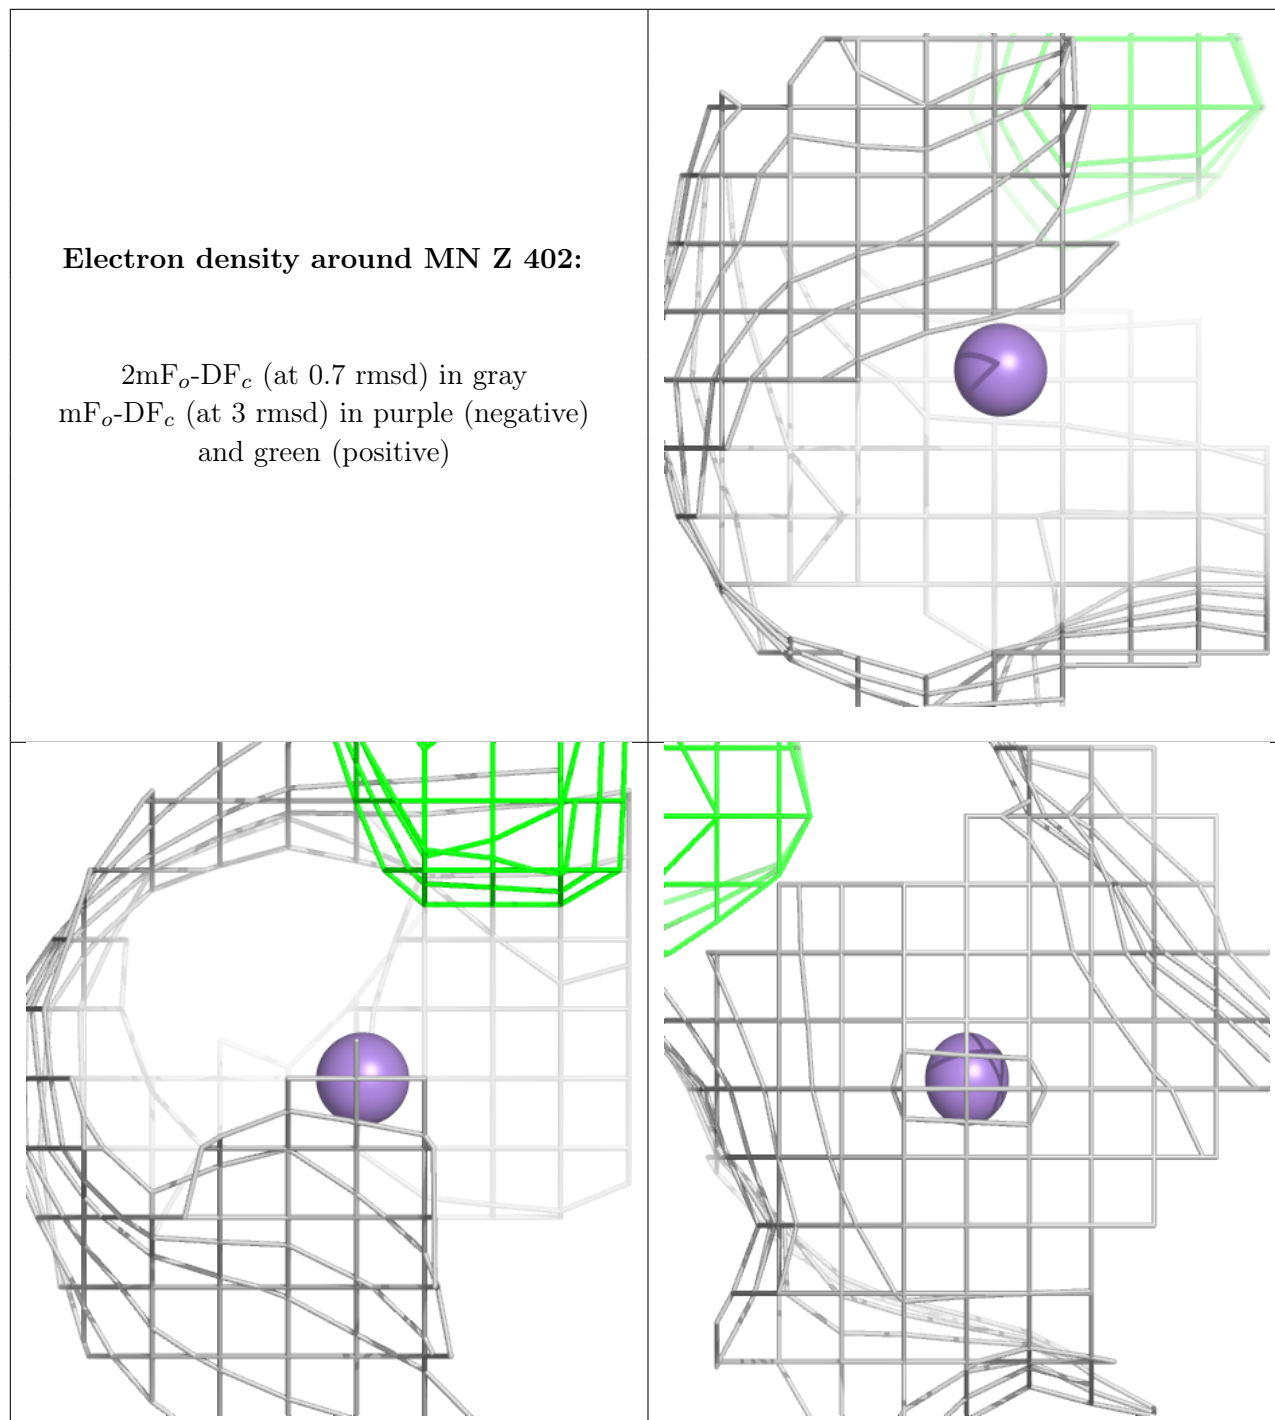 Electron density around MN Z 402:
2mFo-DFc (at 0.7 rmsd) in gray
mFo-DFc (at 3 rmsd) in purple (negative)
and green (positive)